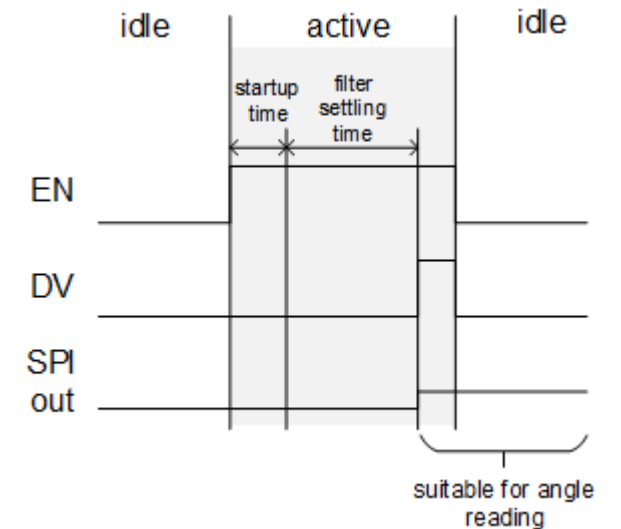 idle
active
idle
startup
time
filter
settling
time
EN
DV
SPI
out
suitable for angle
reading